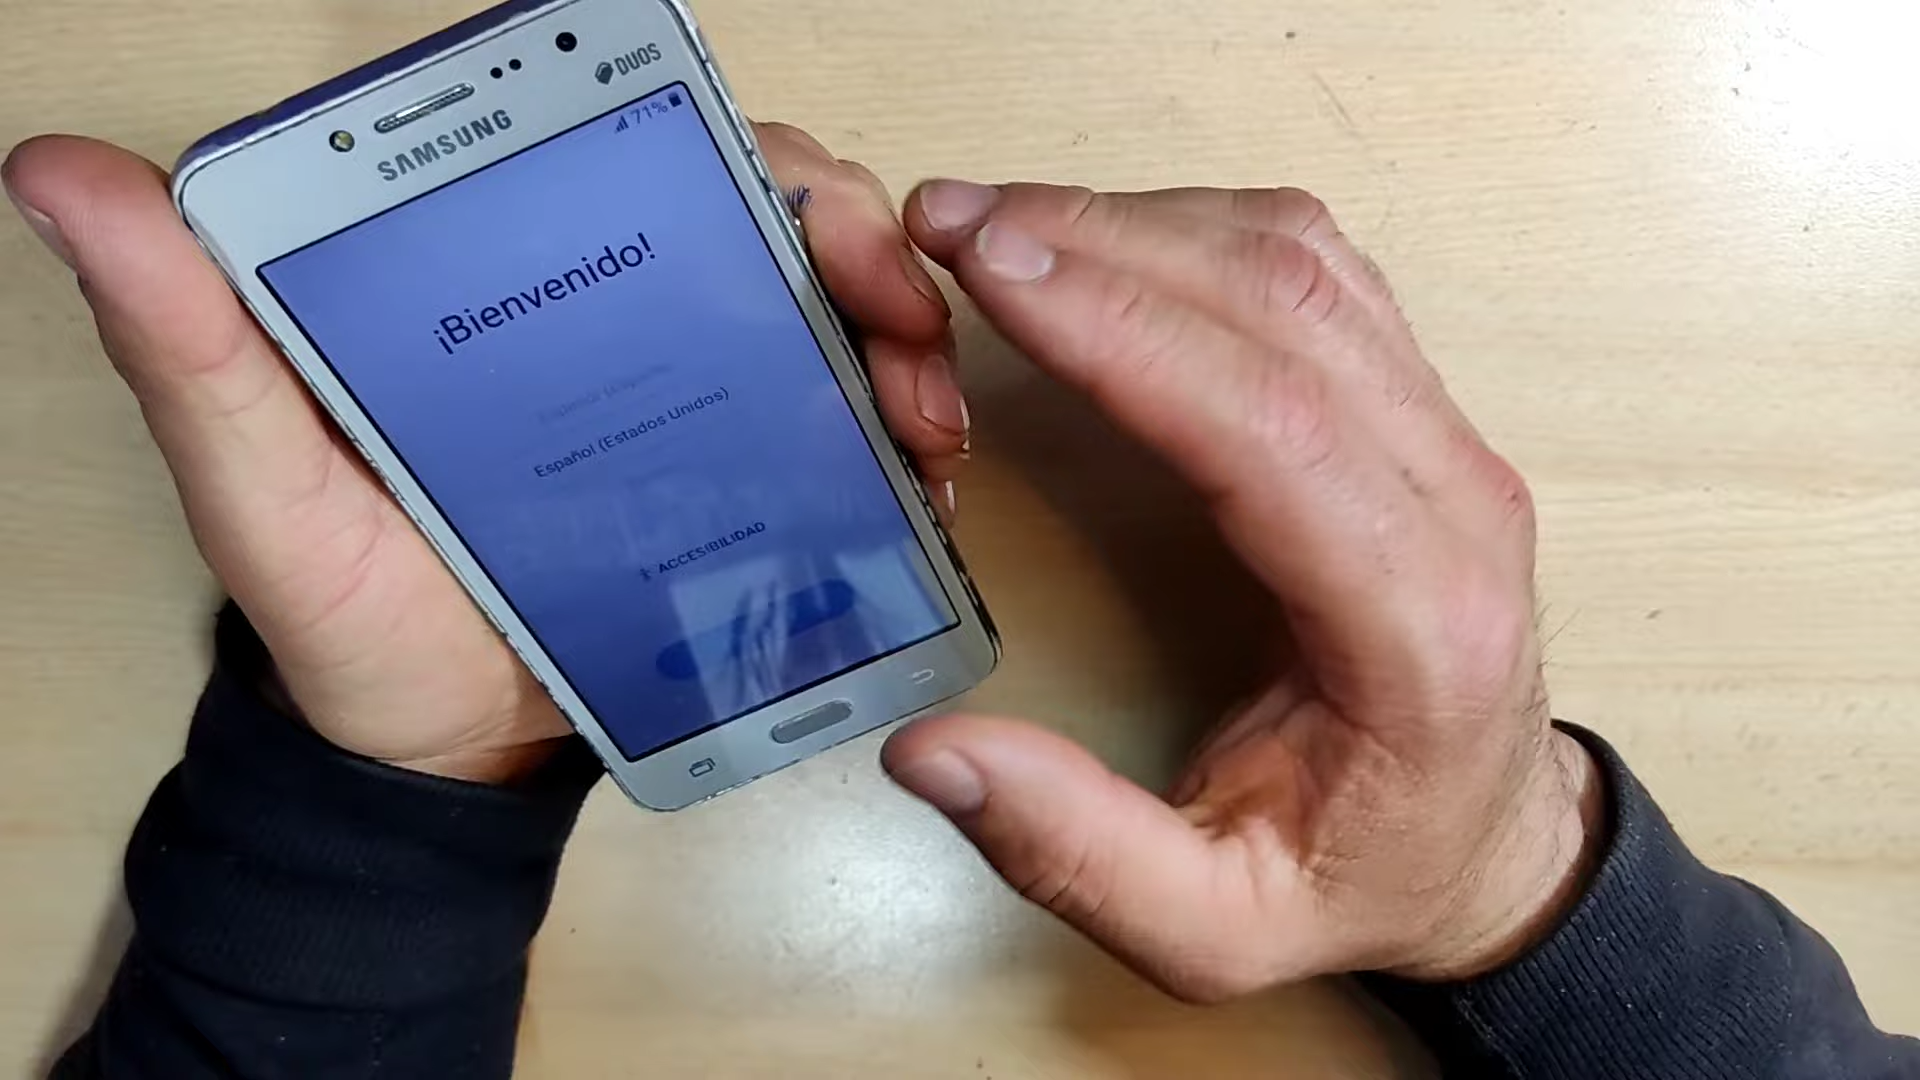 DUOS
SAMSUNG
71%
¡Bienvenido!
Español (Estados Unidos)
ACCESIBILIDAD